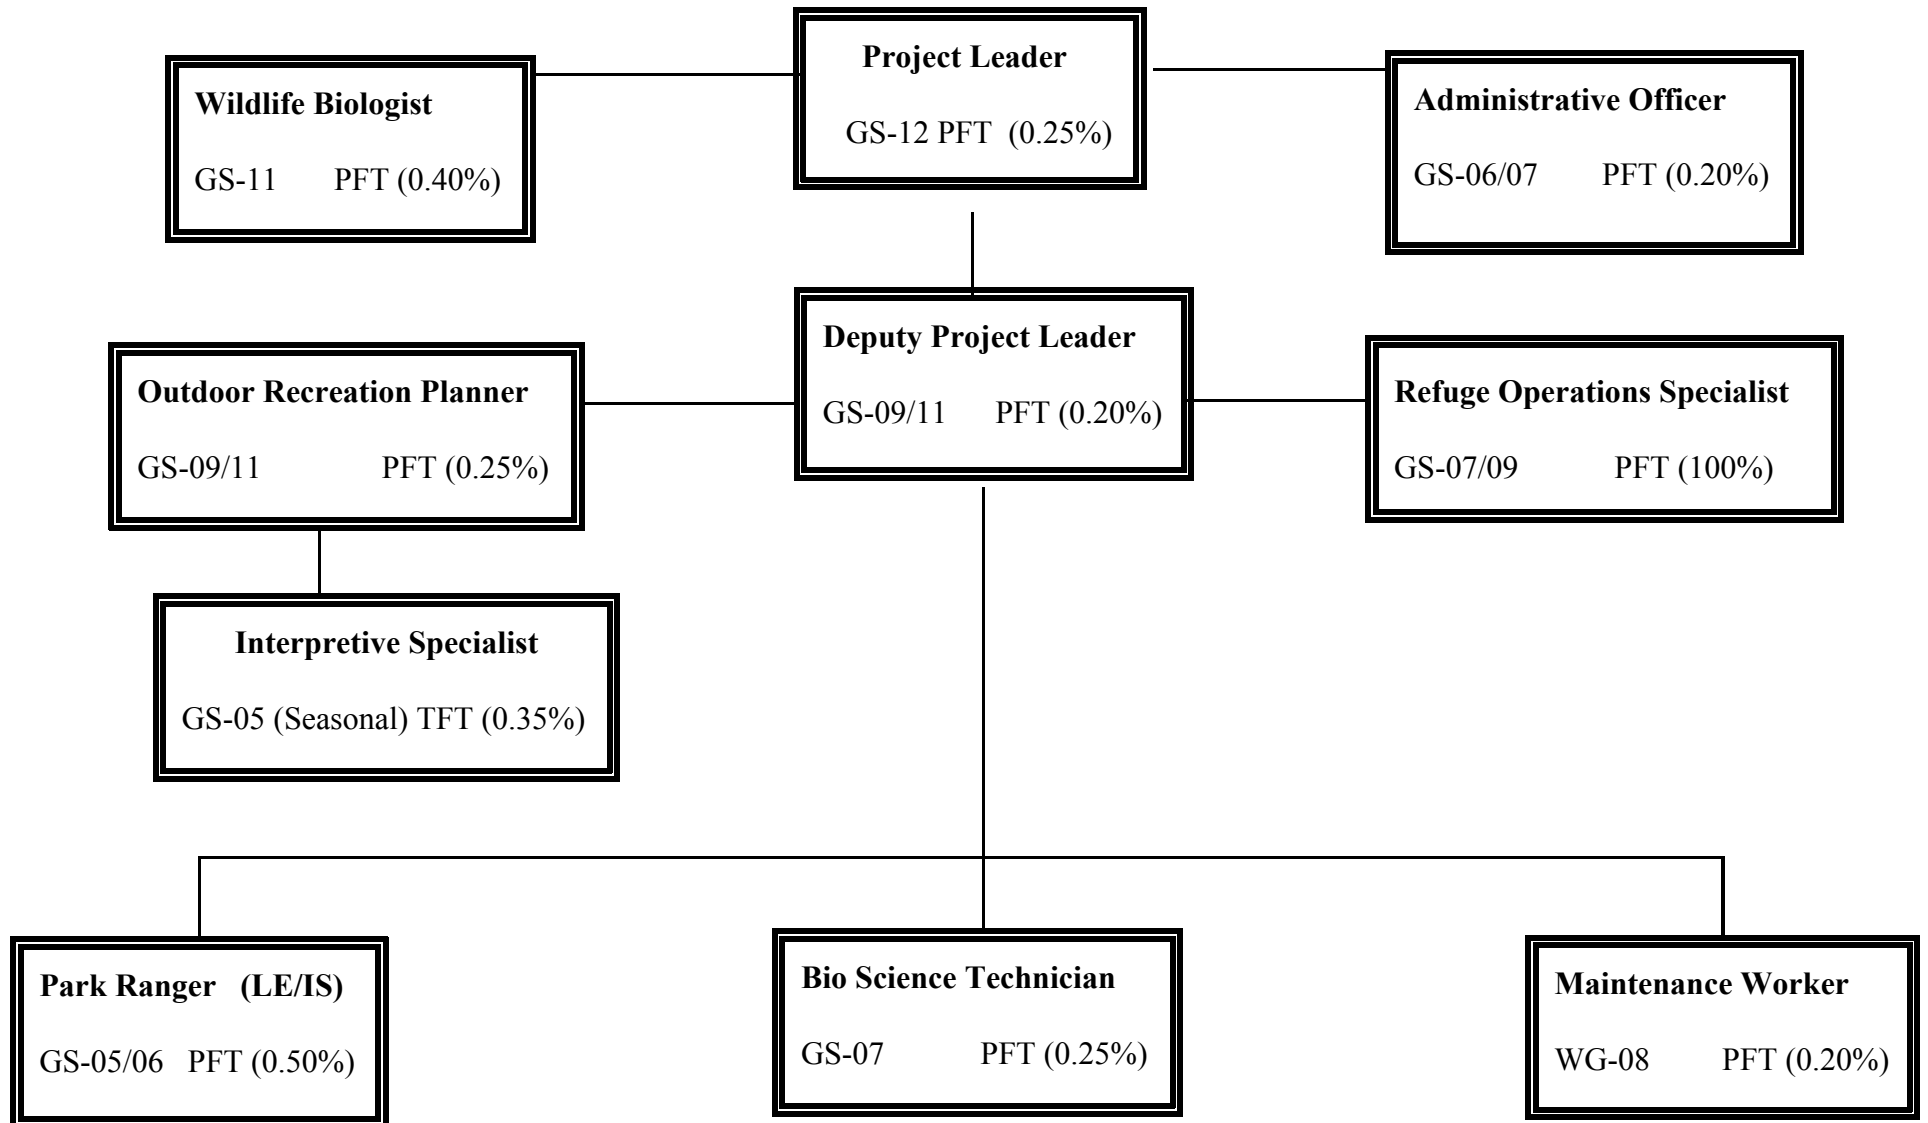 Project Leader
GS-12 PFT (0.25%)
Wildlife Biologist
GS-11 PFT (0.40%)
Administrative Officer
GS-06/07 PFT (0.20%)
Deputy Project Leader
GS-09/11 PFT (0.20%)
Outdoor Recreation Planner
GS-09/11 PFT (0.25%)
Refuge Operations Specialist
GS-07/09 PFT (100%)
Interpretive Specialist
GS-05 (Seasonal) TFT (0.35%)
Park Ranger (LE/IS)
GS-05/06 PFT (0.50%)
Bio Science Technician
GS-07 PFT (0.25%)
Maintenance Worker
WG-08 PFT (0.20%)